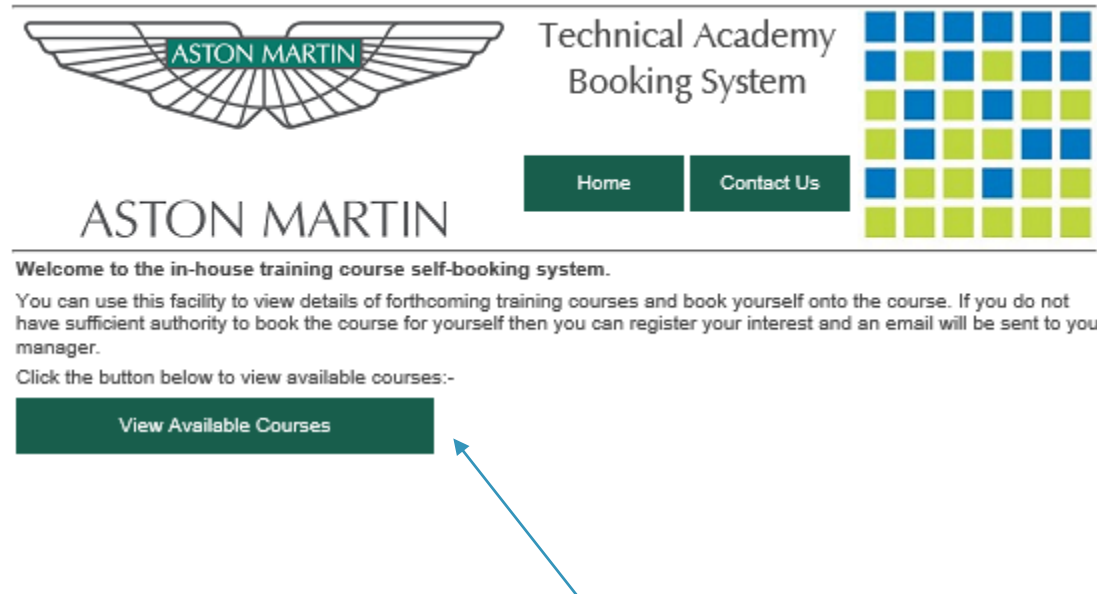 ASTON MARTIN
Technical Academy
Booking System
Home
Contact Us
ASTON MARTIN
Welcome to the in-house training course self-booking system.
You can use this facility to view details of forthcoming training courses and book yourself onto the course. If you do not
have sufficient authority to book the course for yourself then you can register your interest and an email will be sent to you
manager.
Click the button below to view available courses:-
View Available Courses